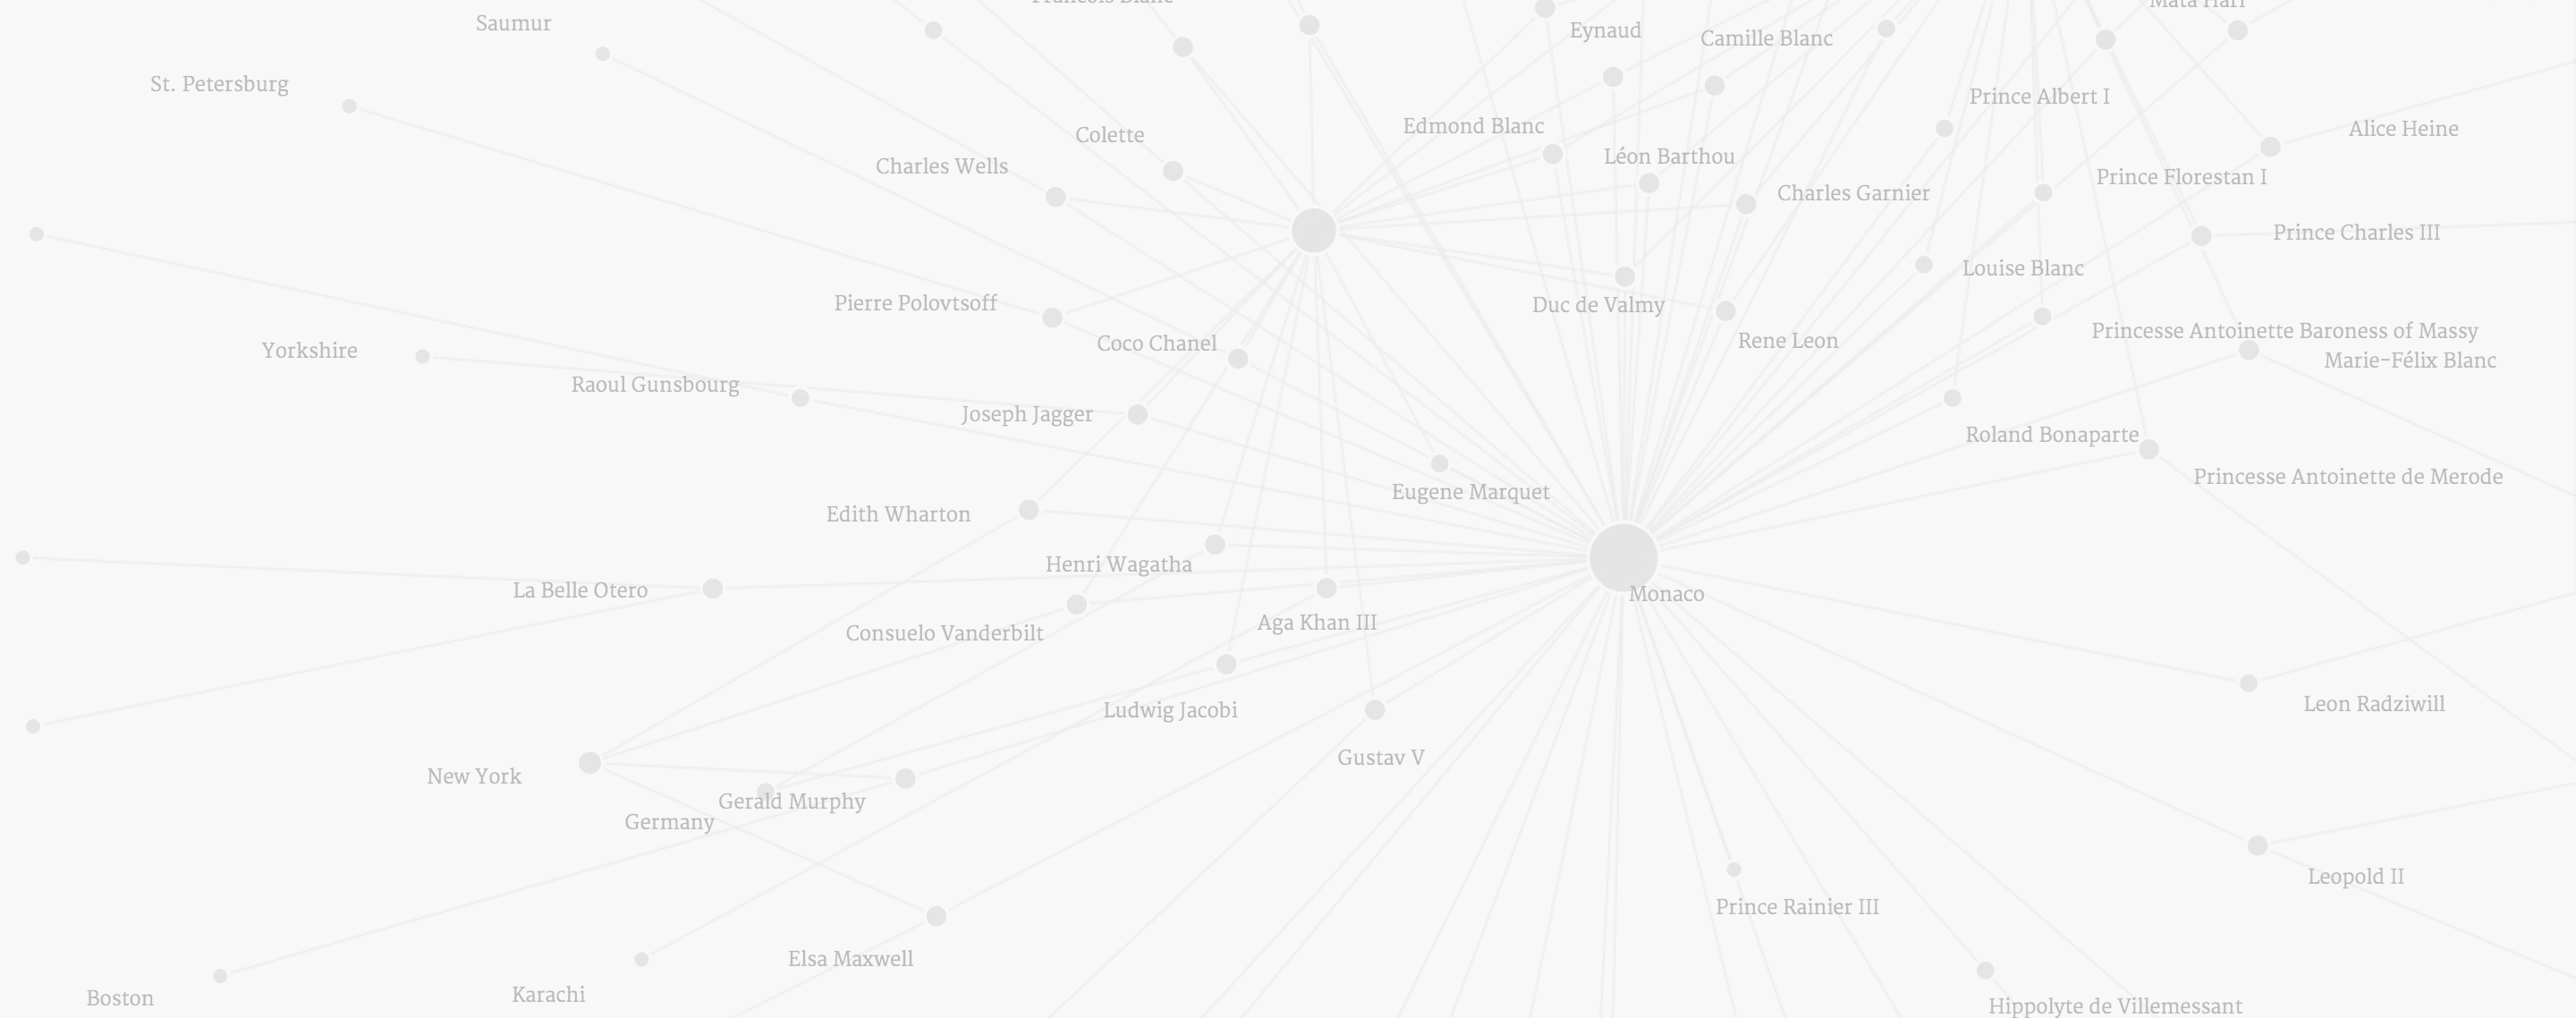 Saumur
Eynaud
Camille Blanc
St. Petersburg
Prince Albert I
Edmond Blanc
Alice Heine
Colette
Léon Barthou
Charles Wells
Prince Florestan I
Charles Garnier
Prince Charles III
Louise Blanc
Pierre Polovtsoff
Duc de Valmy
Princesse Antoinette Baroness of Massy
Rene Leon
Coco Chanel
Yorkshire
Marie-Félix Blanc
Raoul Gunsbourg
Joseph Jagger
Roland Bonaparte
Princesse Antoinette de Merode
Eugene Marquet
Edith Wharton
Henri Wagatha
La Belle Otero
Monaco
Aga Khan III
Consuelo Vanderbilt
Leon Radziwill
Ludwig Jacobi
Gustav V
New York
Gerald Murphy
Germany
Leopold II
Prince Rainier III
Elsa Maxwell
Karachi
Boston
Hippolyte de Villemessant